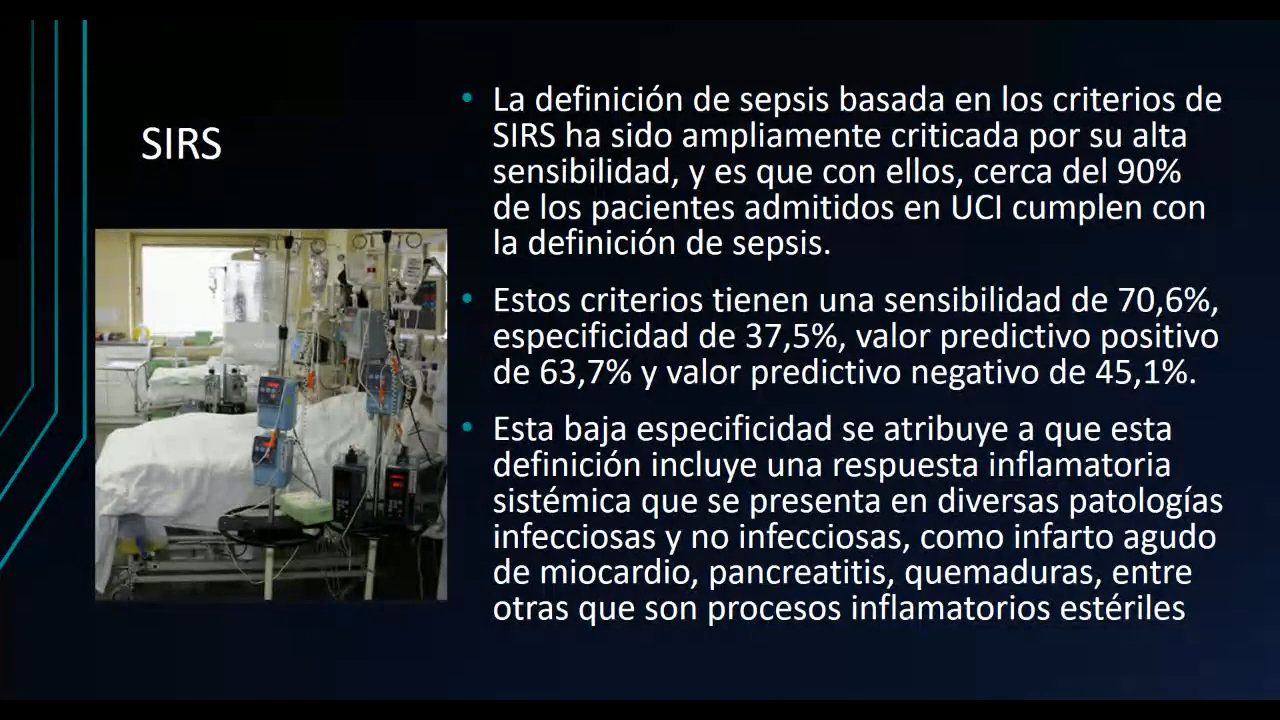 SIRS
• La definición de sepsis basada en los criterios de
SIRS ha sido ampliamente criticada por su alta
sensibilidad, y es que con ellos, cerca del 90%
de los pacientes admitidos en UCI cumplen con
la definición de sepsis.
• Estos criterios tienen una sensibilidad de 70,6%,
especificidad de 37,5%, valor predictivo positivo
de 63,7% y valor predictivo negativo de 45,1%.
• Esta baja especificidad se atribuye a que esta
definición incluye una respuesta inflamatoria
sistémica que se presenta en diversas patologías
infecciosas y no infecciosas, como infarto agudo
de miocardio, pancreatitis, quemaduras, entre
otras que son procesos inflamatorios estériles